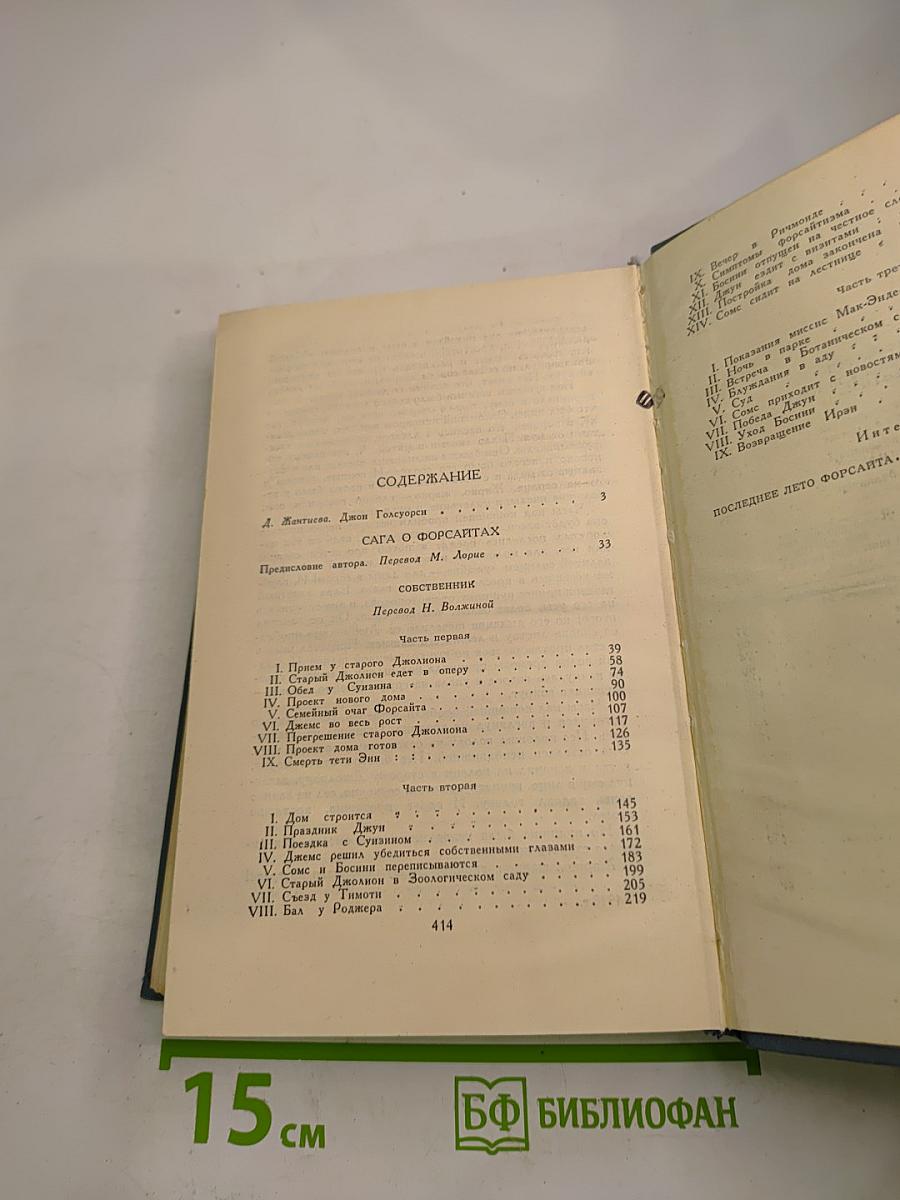 СОДЕРЖАНИЕ
Д. Жантиева. Джон Голсуорси . . . . . . . . . . 3
САГА О ФОРСАЙТАХ
Предисловие автора. Перевод М. Лорие . . . . . . 33
СОБСТВЕННИК
Перевод Н. Волжиной
Часть первая
I. Прием у старого Джолиона . . . . . . . . . 39
II. Старый Джолион едет в оперу . . . . . . . . 58
III. Обед у Суизина . . . . . . . . . . . 74
IV. Проект нового дома . . . . . . . . . . 90
V. Семейный очаг Форсайта . . . . . . . . . 100
VI. Джемс во весь рост . . . . . . . . . . 107
VII. Прегрешение старого Джолиона . . . . . . . 117
VIII. Проект дома готов . . . . . . . . . . 126
IX. Смерть тети Энн . . . . . . . . . . . 135
Часть вторая
I. Дом строится . . . . . . . . . . . 145
II. Праздник Джун . . . . . . . . . . . 153
III. Поездка с Суизином . . . . . . . . . . 161
IV. Джемс решил убедиться собственными глазами . . 172
V. Сомс и Босини переписываются . . . . . . . 183
VI. Старый Джолион в Зоологическом саду . . . . . 199
VII. Съезд у Тимоти . . . . . . . . . . . 205
VIII. Бал у Роджера . . . . . . . . . . . 219
414
IX. Вечер в Ричмонде . . .
X. Симптомы форсайтизма . . .
XI. Босини отпущен на честное сло
XII. Джун ездит с визитами . .
XIII. Постройка дома закончена
XIV. Сомс сидит на лестнице .
Часть трет
I. Показания миссис Мак-Энде
II. Ночь в парке . . .
III. Встреча в Ботаническом с
IV. Блуждания в аду . .
V. Суд . . . .
VI. Сомс приходит с новостям
VII. Победа Джун . .
VIII. Уход Босини . .
IX. Возвращение Ирэн .
Инте
ПОСЛЕДНЕЕ ЛЕТО ФОРСАЙТА.
15 см
БФ БИБЛИОФАН